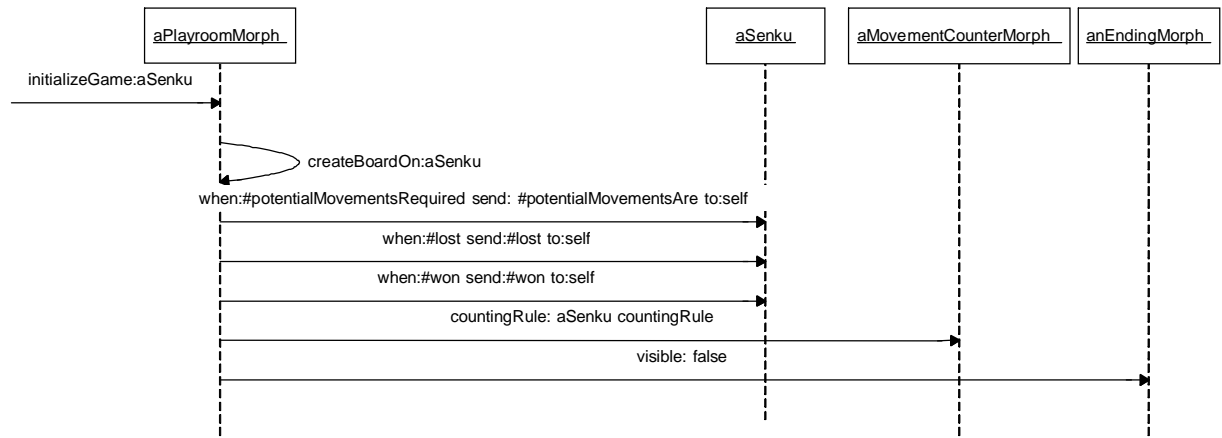 aPlayroomMorph
aSenku
aMovementCounterMorph
anEndingMorph
initializeGame:aSenku
createBoardOn:aSenku
when:#potentialMovementsRequired send: #potentialMovementsAre to:self
when:#lost send:#lost to:self
when:#won send:#won to:self
countingRule: aSenku countingRule
visible: false